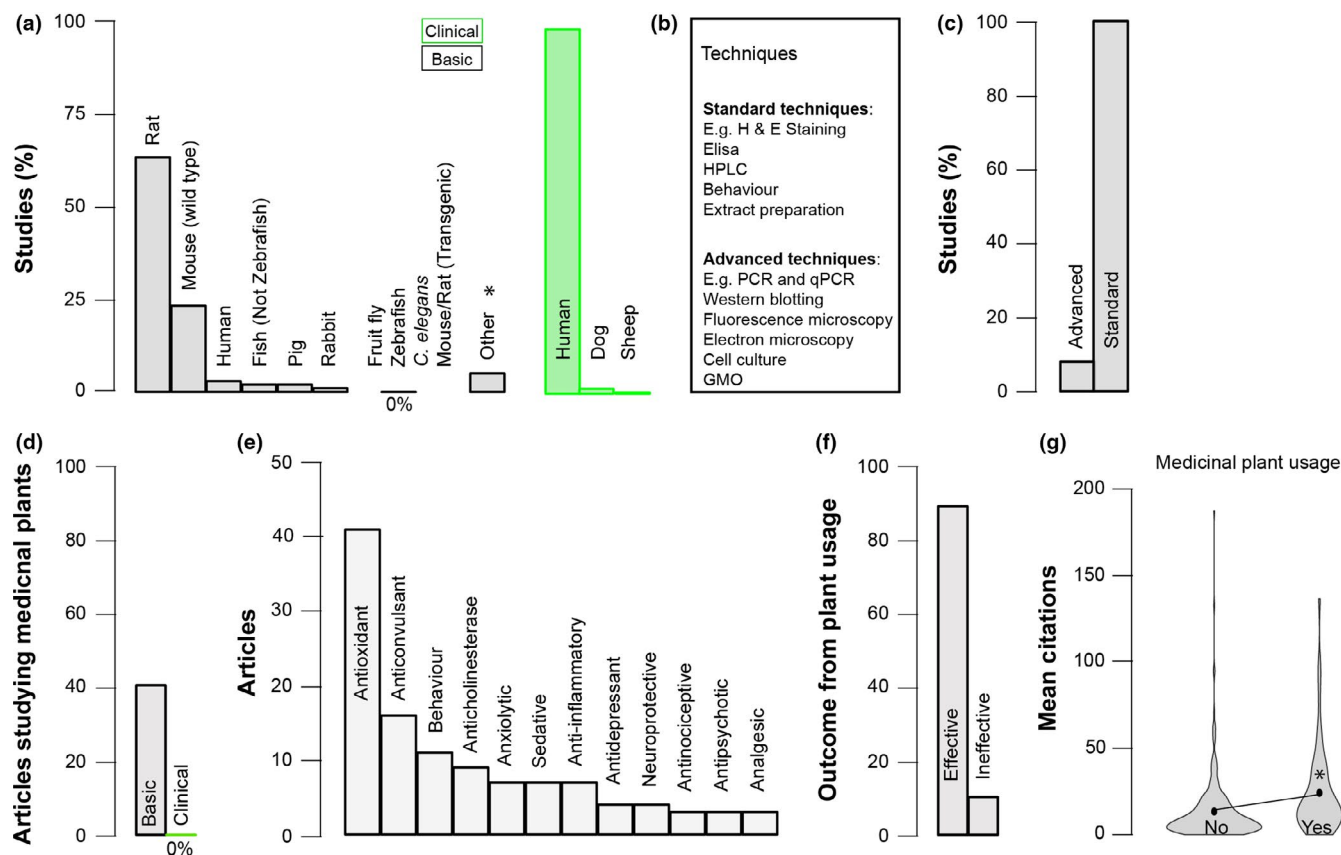 (a)
Studies (%)
100
75
50
25
0
Clinical
Basic
Rat
Mouse (wild type)
Human
Fish (Not Zebrafish)
Pig
Rabbit
Fruit fly
Zebrafish
C. elegans
Mouse/Rat (Transgenic)
0%
Other *
Human
Dog
Sheep
(b)
Techniques
Standard techniques:
E.g. H & E Staining
Elisa
HPLC
Behaviour
Extract preparation
Advanced techniques:
E.g. PCR and qPCR
Western blotting
Fluorescence microscopy
Electron microscopy
Cell culture
GMO
(c)
Studies (%)
100
80
60
40
20
0
Advanced
Standard
(d)
Articles studying medicnal plants
100
80
60
40
20
0
Basic
Clinical
0%
(e)
Articles
50
40
30
20
10
0
Antioxidant
Anticonvulsant
Behaviour
Anticholinesterase
Anxiolytic
Sedative
Anti-inflammatory
Antidepressant
Neuroprotective
Antinociceptive
Antipsychotic
Analgesic
(f)
Outcome from plant usage
100
80
60
40
20
0
Effective
Ineffective
(g)
Medicinal plant usage
Mean citations
200
150
100
50
0
No
*
Yes